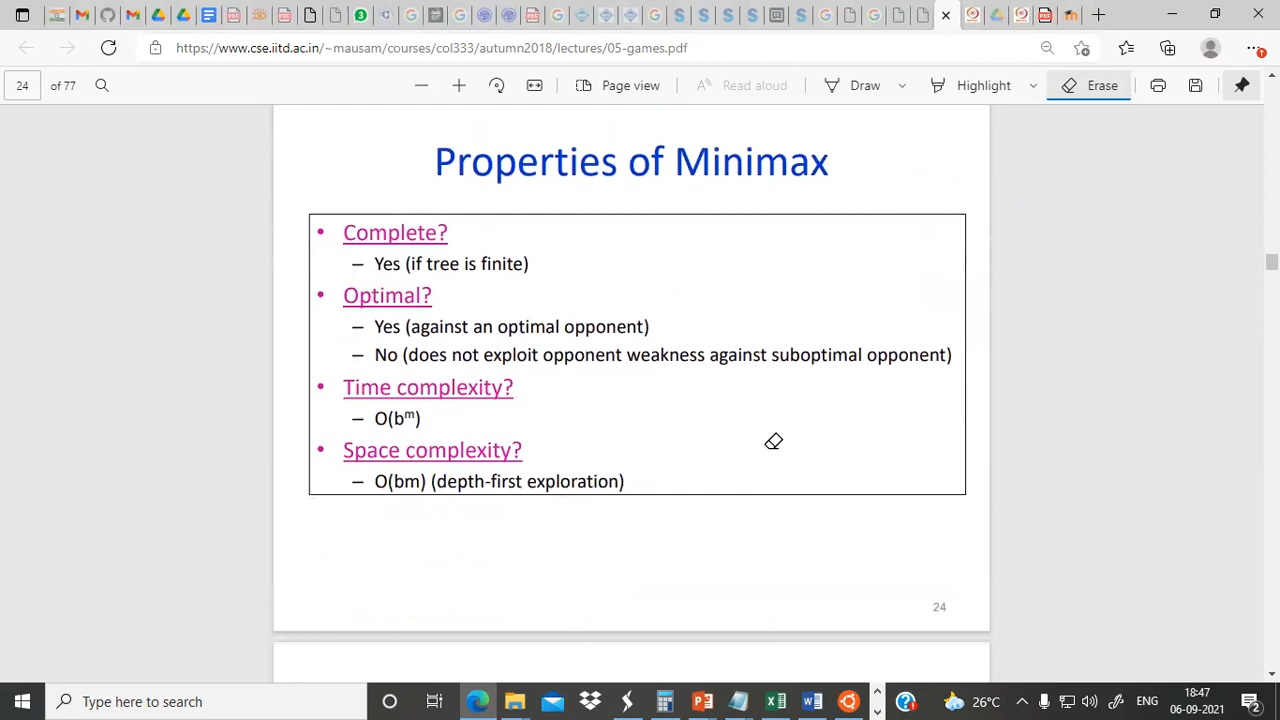 https://www.cse.iitd.ac.in/~mausam/courses/col333/autumn2018/lectures/05-games.pdf
24 of 77 Page view Read aloud Draw Highlight Erase
Properties of Minimax
• Complete?
– Yes (if tree is finite)
• Optimal?
– Yes (against an optimal opponent)
– No (does not exploit opponent weakness against suboptimal opponent)
• Time complexity?
– O(bᵐ)
• Space complexity?
– O(bm) (depth-first exploration)
24
Type here to search 26°C ENG 18:47
06-09-2021 2